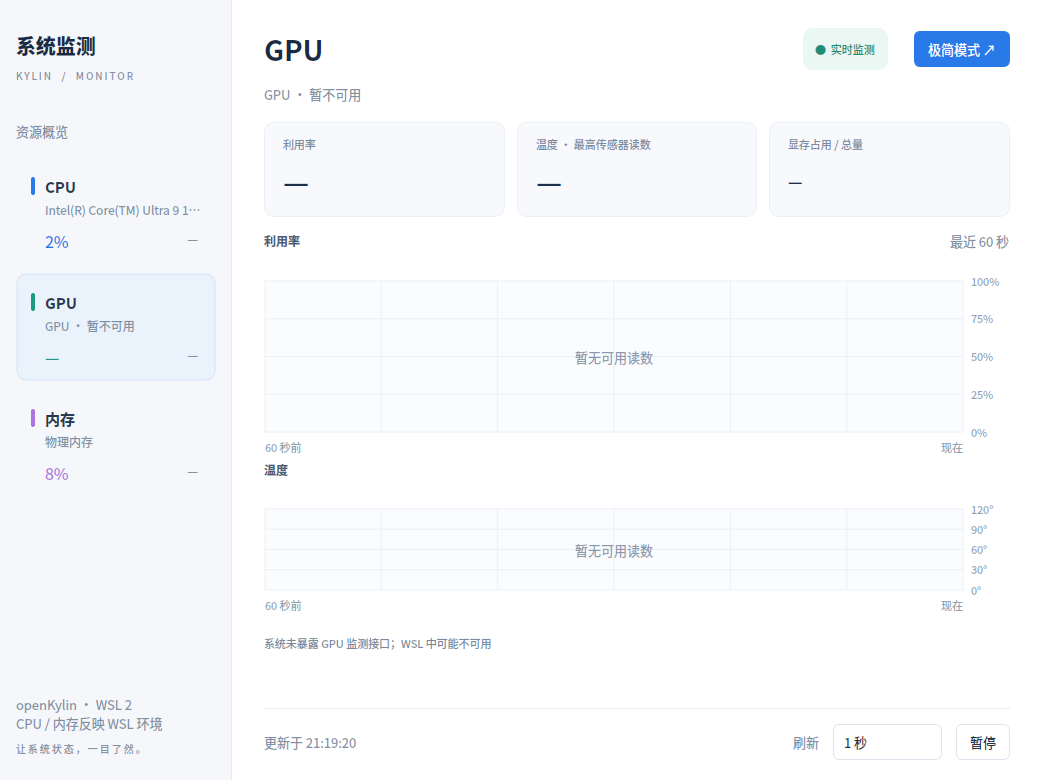 系统监测
KYLIN / MONITOR
资源概览
CPU
Intel(R) Core(TM) Ultra 9 1…
2% —
GPU
GPU · 暂不可用
— —
内存
物理内存
8% —
openKylin · WSL 2
CPU / 内存反映 WSL 环境
让系统状态，一目了然。
GPU
● 实时监测
极简模式 ↗
GPU · 暂不可用
利用率
—
温度 · 最高传感器读数
—
显存占用 / 总量
—
利用率
最近 60 秒
100%
75%
暂无可用读数
50%
25%
0%
60 秒前
现在
温度
120°
90°
暂无可用读数
60°
30°
0°
60 秒前
现在
系统未暴露 GPU 监测接口；WSL 中可能不可用
更新于 21:19:20
刷新
1 秒
暂停